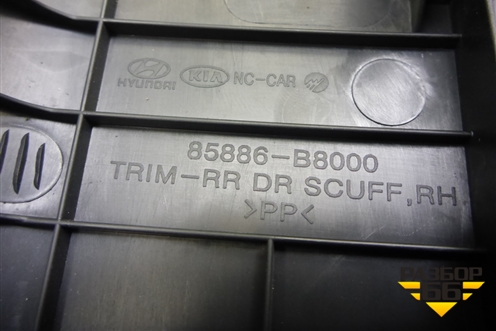 HYUNDAI KIA NC-CAR
85886-B8000
TRIM-RR DR SCUFF,RH
>PP<
РАЗБОР
66